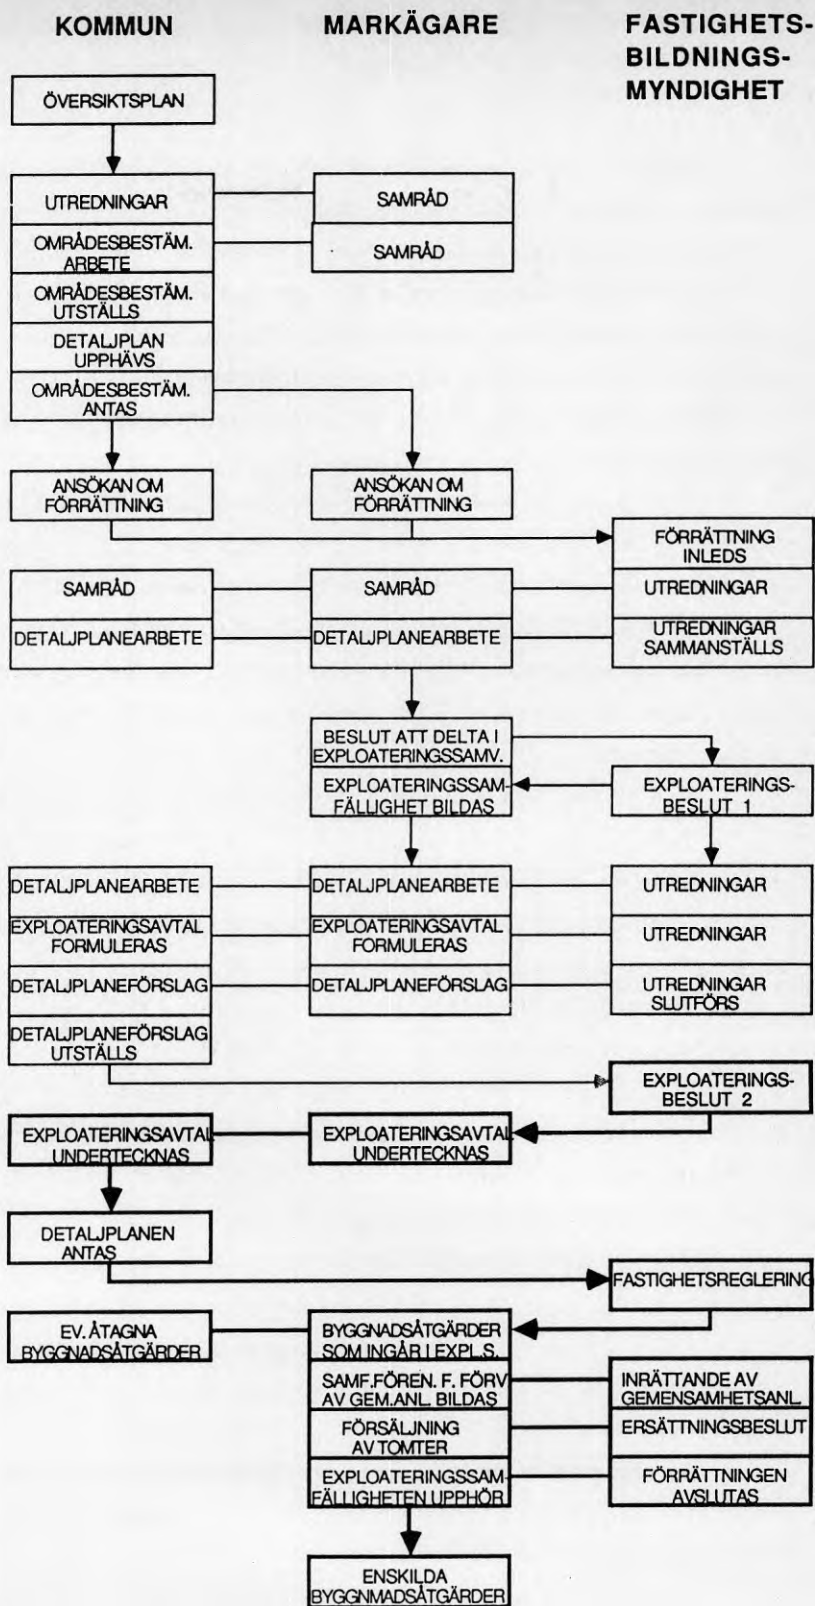 KOMMUN
MARKÄGARE
FASTIGHETS-
BILDNINGS-
MYNDIGHET
ÖVERSIKTSPLAN
UTREDNINGAR
SAMRÅD
OMRÅDESBESTÄM.
ARBETE
SAMRÅD
OMRÅDESBESTÄM.
UTSTÄLLS
DETALJPLAN
UPPHÄVS
OMRÅDESBESTÄM.
ANTAS
ANSÖKAN OM
FÖRRÄTTNING
ANSÖKAN OM
FÖRRÄTTNING
FÖRRÄTTNING
INLEDS
SAMRÅD
SAMRÅD
UTREDNINGAR
DETALJPLANEARBETE
DETALJPLANEARBETE
UTREDNINGAR
SAMMANSTÄLLS
BESLUT ATT DELTA I
EXPLOATERINGSSAMV.
EXPLOATERINGSSAM-
FÄLLIGHET BILDAS
EXPLOATERINGS-
BESLUT 1
DETALJPLANEARBETE
DETALJPLANEARBETE
UTREDNINGAR
EXPLOATERINGSAVTAL
FORMULERAS
EXPLOATERINGSAVTAL
FORMULERAS
UTREDNINGAR
DETALJPLANEFÖRSLAG
DETALJPLANEFÖRSLAG
UTREDNINGAR
SLUTFÖRS
DETALJPLANEFÖRSLAG
UTSTÄLLS
EXPLOATERINGS-
BESLUT 2
EXPLOATERINGSAVTAL
UNDERTECKNAS
EXPLOATERINGSAVTAL
UNDERTECKNAS
DETALJPLANEN
ANTAS
FASTIGHETSREGLERING
EV. ÅTAGNA
BYGGNADSÅTGÄRDER
BYGGNADSÅTGÄRDER
SOM INGÅR I EXPL.S.
SAMF.FÖREN. F. FÖRV
AV GEM.ANL. BILDAS
INRÄTTANDE AV
GEMENSAMHETSANL.
FÖRSÄLJNING
AV TOMTER
ERSÄTTNINGSBESLUT
EXPLOATERINGSSAM-
FÄLLIGHETEN UPPHÖR
FÖRRÄTTNINGEN
AVSLUTAS
ENSKILDA
BYGGNMADSÅTGÄRDER